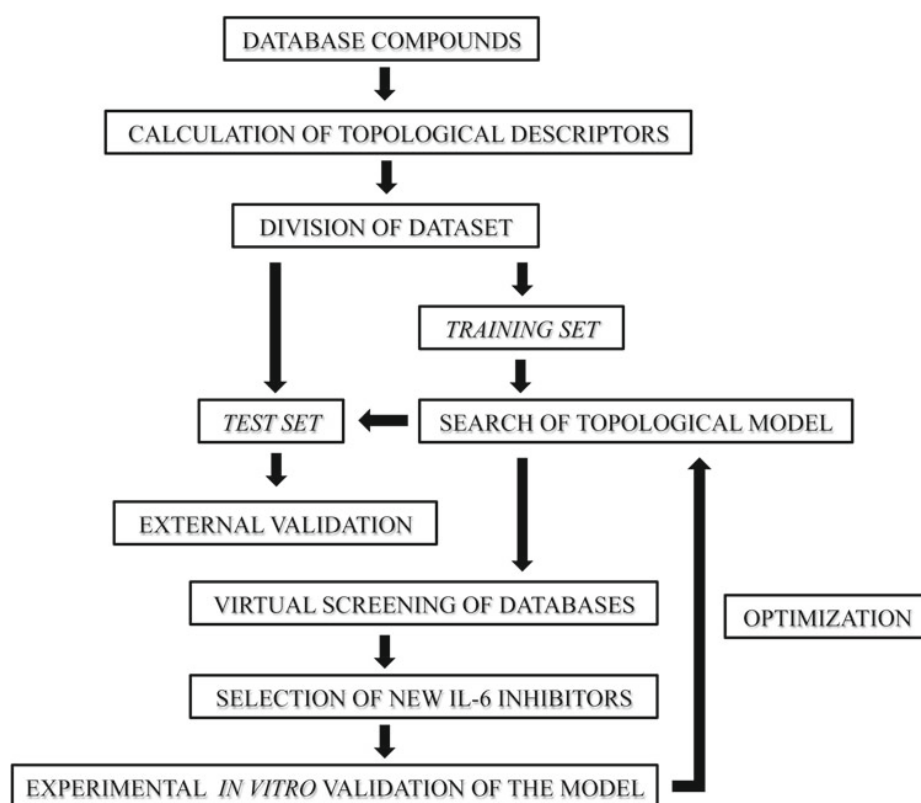 DATABASE COMPOUNDS
CALCULATION OF TOPOLOGICAL DESCRIPTORS
DIVISION OF DATASET
TRAINING SET
TEST SET
SEARCH OF TOPOLOGICAL MODEL
EXTERNAL VALIDATION
VIRTUAL SCREENING OF DATABASES
OPTIMIZATION
SELECTION OF NEW IL-6 INHIBITORS
EXPERIMENTAL IN VITRO VALIDATION OF THE MODEL